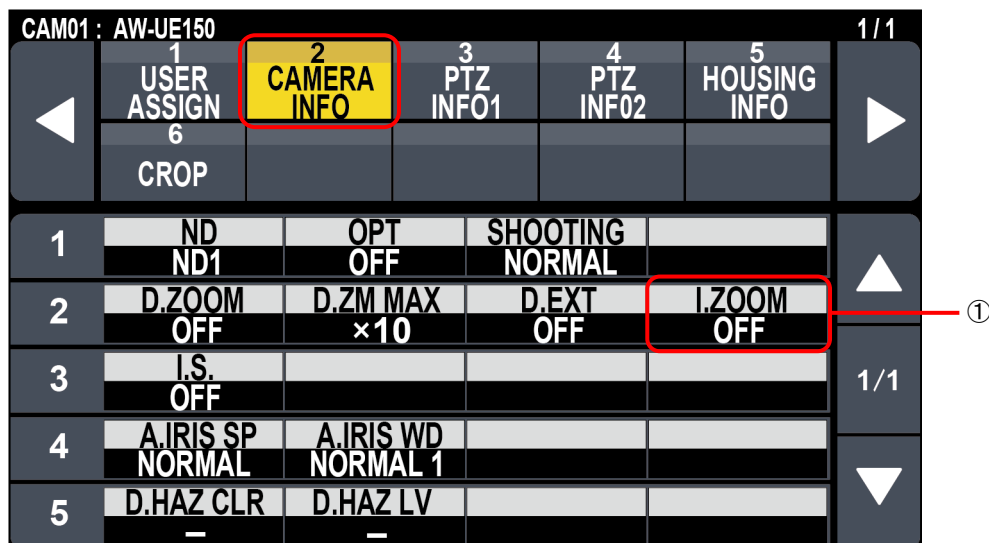 CAM01 : AW-UE150 1 / 1
1 2 3 4 5
USER CAMERA PTZ PTZ HOUSING
ASSIGN INFO INFO1 INF02 INFO
6
CROP
1 ND OPT SHOOTING
ND1 OFF NORMAL
2 D.ZOOM D.ZM MAX D.EXT I.ZOOM ①
OFF ×10 OFF OFF
3 I.S. 1/1
OFF
4 A.IRIS SP A.IRIS WD
NORMAL NORMAL 1
5 D.HAZ CLR D.HAZ LV
– –